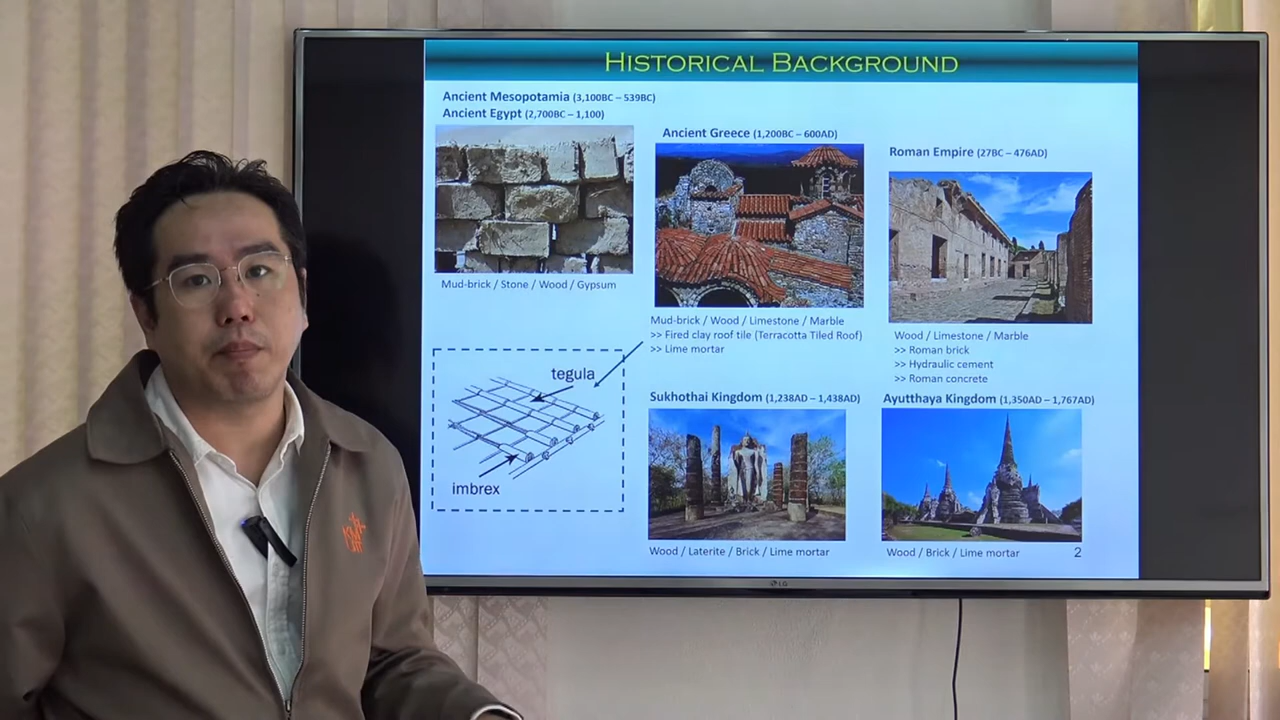 HISTORICAL BACKGROUND
Ancient Mesopotamia (3,100BC – 539BC)
Ancient Egypt (2,700BC – 1,100)
Mud-brick / Stone / Wood / Gypsum
Ancient Greece (1,200BC – 600AD)
Mud-brick / Wood / Limestone / Marble
>> Fired clay roof tile (Terracotta Tiled Roof)
>> Lime mortar
Roman Empire (27BC – 476AD)
Wood / Limestone / Marble
>> Roman brick
>> Hydraulic cement
>> Roman concrete
tegula
imbrex
Sukhothai Kingdom (1,238AD – 1,438AD)
Wood / Laterite / Brick / Lime mortar
Ayutthaya Kingdom (1,350AD – 1,767AD)
Wood / Brick / Lime mortar
2
LG